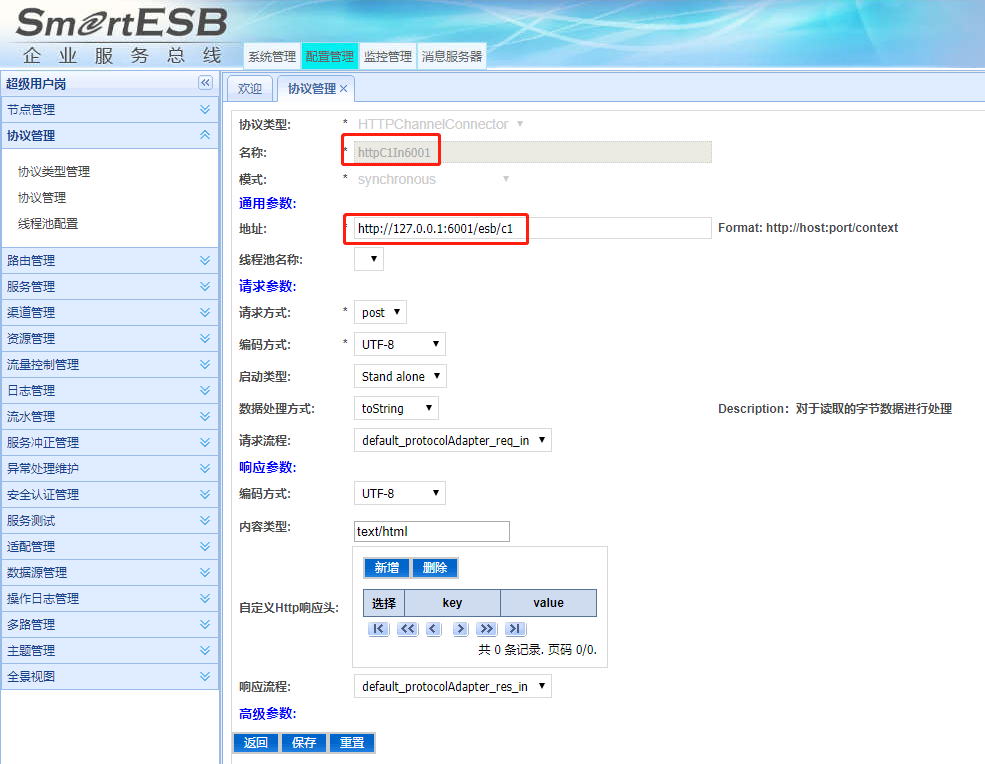 SmartESB
企业服务总线
系统管理 配置管理 监控管理 消息服务器
超级用户岗
节点管理
协议管理
协议类型管理
协议管理
线程池配置
路由管理
服务管理
渠道管理
资源管理
流量控制管理
日志管理
流水管理
服务冲正管理
异常处理维护
安全认证管理
服务测试
适配管理
数据源管理
操作日志管理
多路管理
主题管理
全景视图
欢迎 协议管理
协议类型: * HTTPChannelConnector
名称: * httpC1In6001
模式: * synchronous
通用参数:
地址: * http://127.0.0.1:6001/esb/c1 Format: http://host:port/context
线程池名称:
请求参数:
请求方式: * post
编码方式: * UTF-8
启动类型: Stand alone
数据处理方式: toString Description: 对于读取的字节数据进行处理
请求流程: default_protocolAdapter_req_in
响应参数:
编码方式: UTF-8
内容类型: text/html
新增 删除
自定义Http响应头: 选择 key value
共 0 条记录. 页码 0/0.
响应流程: default_protocolAdapter_res_in
高级参数:
返回 保存 重置